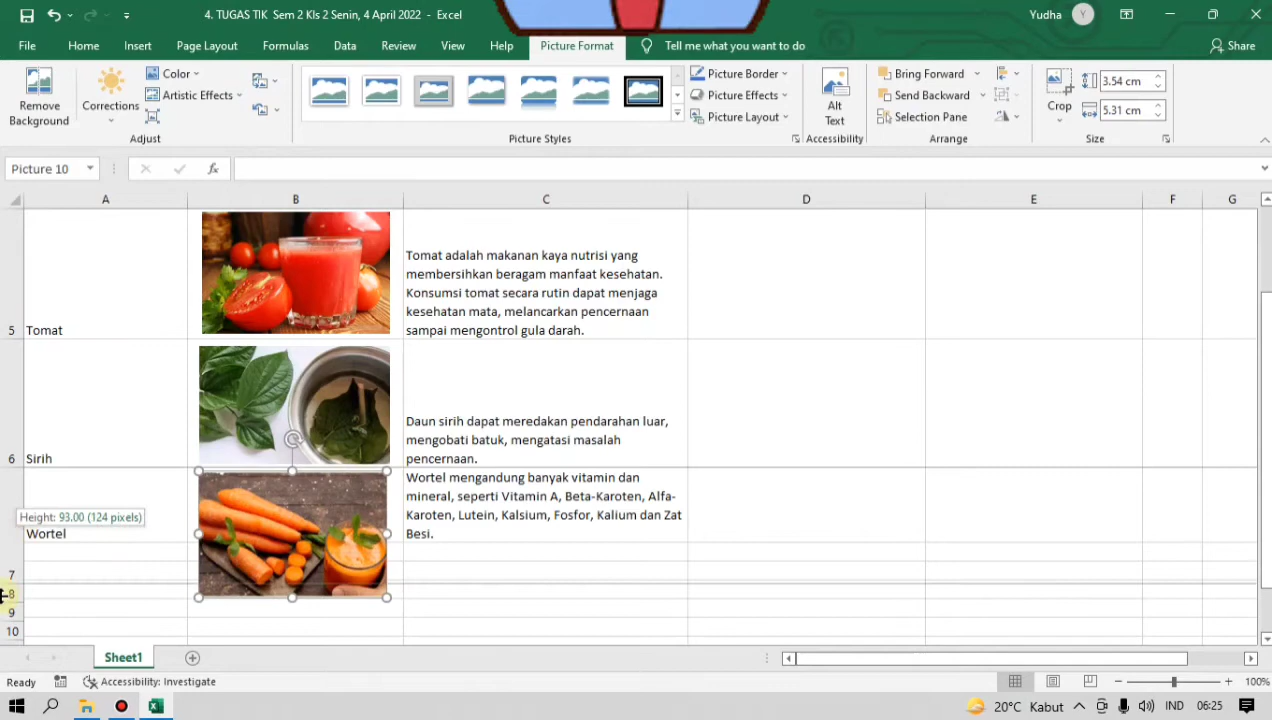 4. TUGAS TIK  Sem 2 Kls 2 Senin, 4 April 2022  -  Excel
Yudha
Y
File
Home
Insert
Page Layout
Formulas
Data
Review
View
Help
Picture Format
Tell me what you want to do
Share
Remove
Background
Corrections
Color
Artistic Effects
Adjust
Picture Styles
Picture Border
Picture Effects
Picture Layout
Alt
Text
Accessibility
Bring Forward
Send Backward
Selection Pane
Arrange
Crop
3.54 cm
5.31 cm
Size
Picture 10
fx
A
B
C
D
E
F
G
Tomat adalah makanan kaya nutrisi yang
membersihkan beragam manfaat kesehatan.
Konsumsi tomat secara rutin dapat menjaga
kesehatan mata, melancarkan pencernaan
5 Tomat
sampai mengontrol gula darah.
Daun sirih dapat meredakan pendarahan luar,
mengobati batuk, mengatasi masalah
6 Sirih
pencernaan.
Wortel mengandung banyak vitamin dan
mineral, seperti Vitamin A, Beta-Karoten, Alfa-
Karoten, Lutein, Kalsium, Fosfor, Kalium dan Zat
Height: 93.00 (124 pixels)
Wortel
Besi.
7
8
9
10
Sheet1
Ready
Accessibility: Investigate
100%
20°C Kabut
IND
06:25